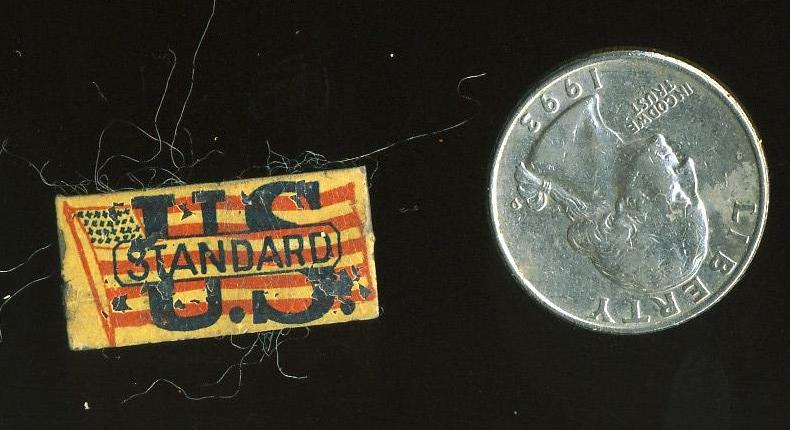 U.S.
STANDARD
1993
IN GOD WE
TRUST
LIBERTY